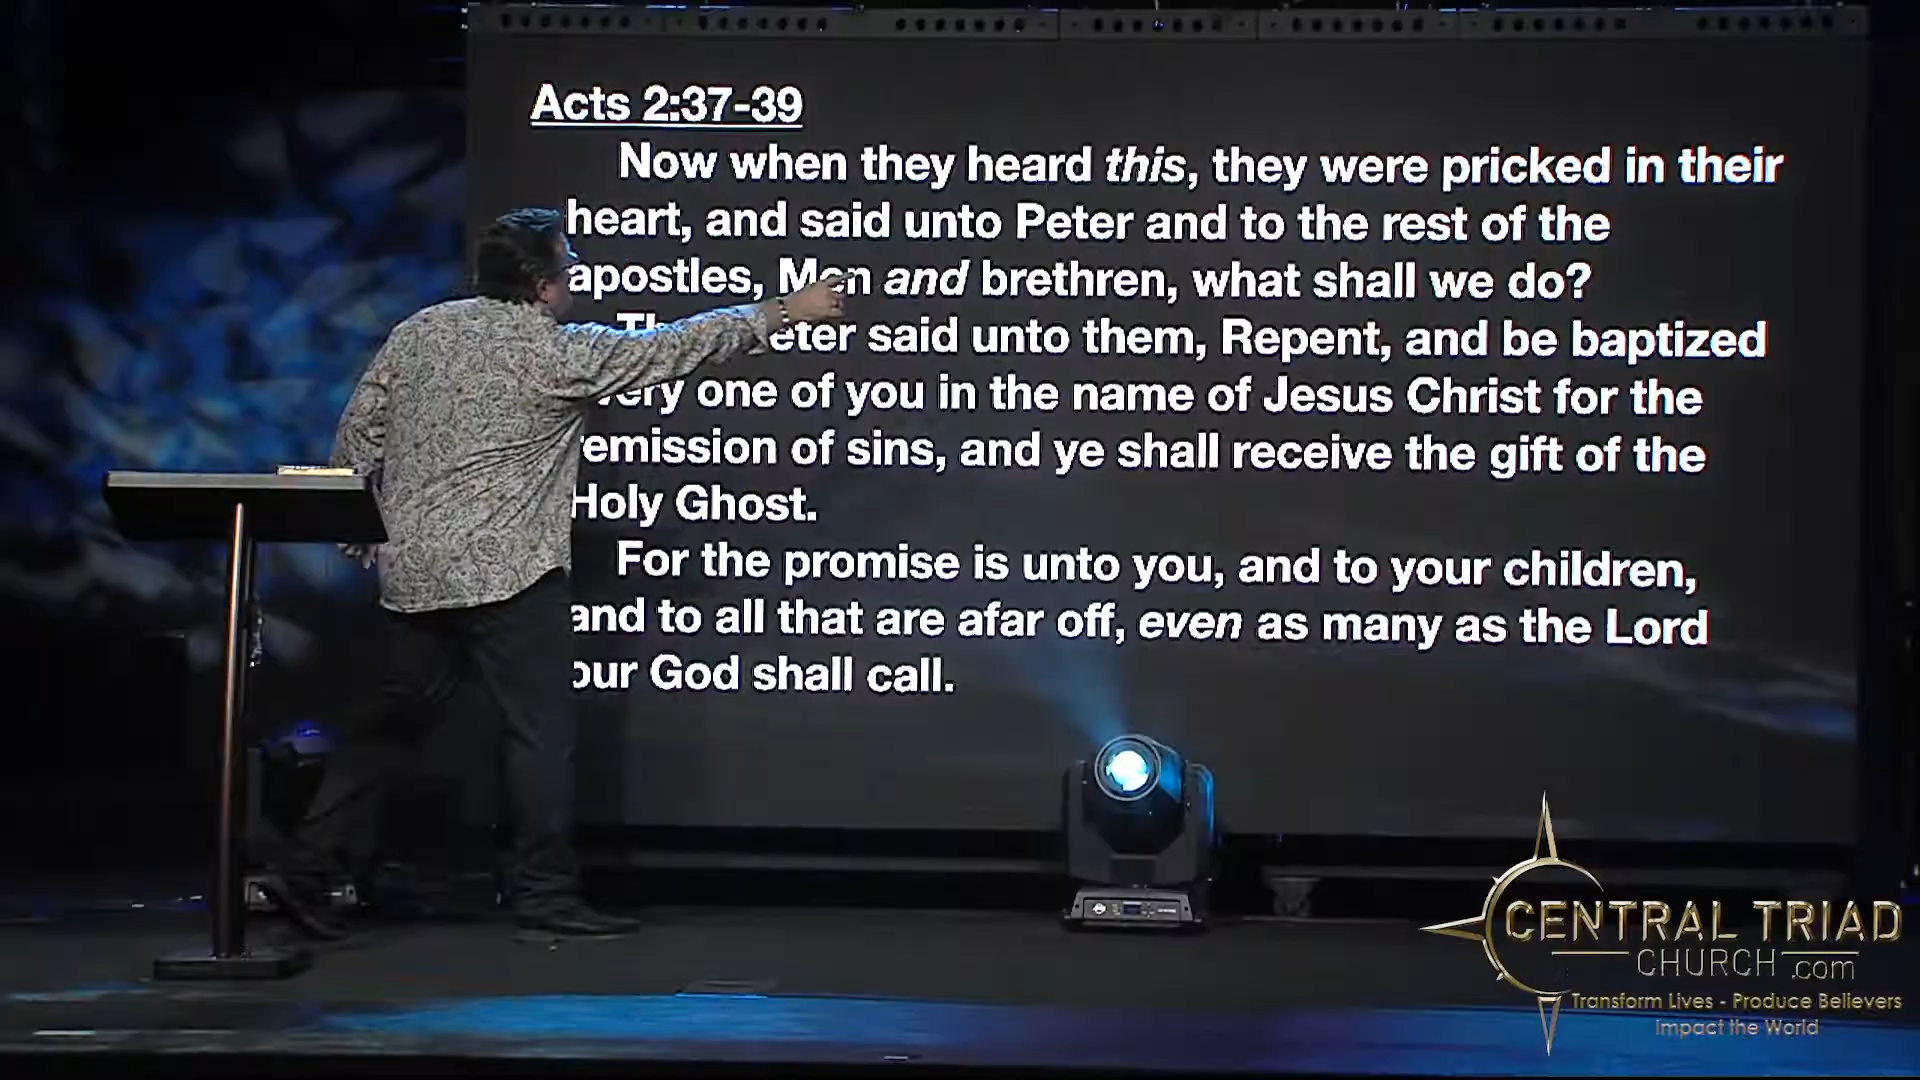 Acts 2:37-39
Now when they heard this, they were pricked in their
heart, and said unto Peter and to the rest of the
apostles, Men and brethren, what shall we do?
said unto them, Repent, and be baptized
one of you in the name of Jesus Christ for the
remission of sins, and ye shall receive the gift of the
Holy Ghost.
For the promise is unto you, and to your children,
and to all that are afar off, even as many as the Lord
our God shall call.
CENTRAL TRIAD
CHURCH .com
Transform Lives - Produce Believers
Impact the World